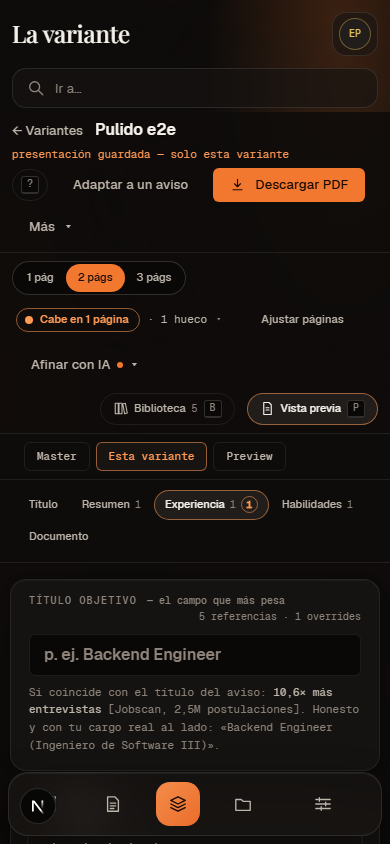 La variante
EP
Ir a…
← Variantes Pulido e2e
presentación guardada — solo esta variante
? Adaptar a un aviso Descargar PDF
Más
1 pág 2 págs 3 págs
Cabe en 1 página · 1 hueco Ajustar páginas
Afinar con IA
Biblioteca 5 B Vista previa P
Master Esta variante Preview
Título Resumen 1 Experiencia 1 1 Habilidades 1
Documento
TÍTULO OBJETIVO — el campo que más pesa
5 referencias · 1 overrides
p. ej. Backend Engineer
Si coincide con el título del aviso: 10,6× más
entrevistas [Jobscan, 2,5M postulaciones]. Honesto
y con tu cargo real al lado: «Backend Engineer
(Ingeniero de Software III)».
N